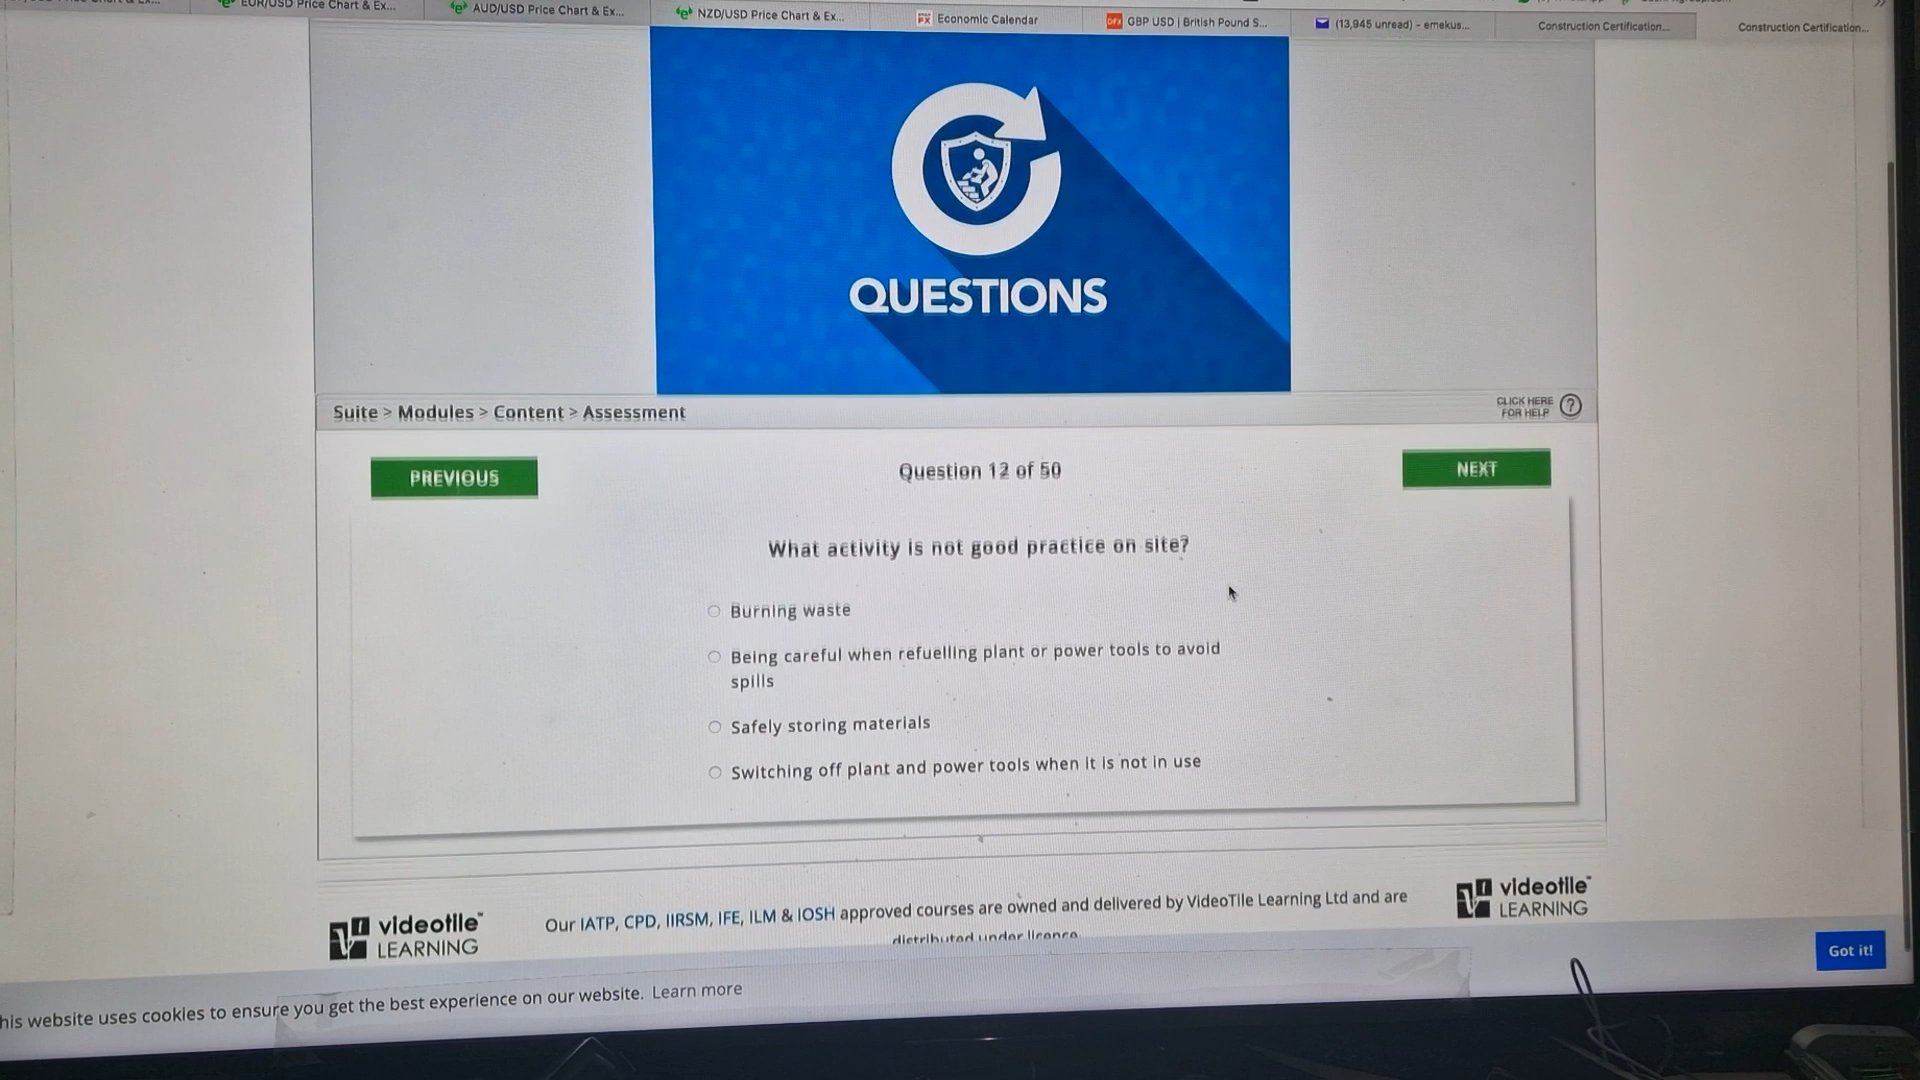 EUR/USD Price Chart & Ex...
AUD/USD Price Chart & Ex...
NZD/USD Price Chart & Ex...
Economic Calendar
GBP USD | British Pound S...
(13,945 unread) - emekus...
Construction Certification...
Construction Certification...
QUESTIONS
Suite > Modules > Content > Assessment
CLICK HERE
FOR HELP ?
PREVIOUS
Question 12 of 50
NEXT
What activity is not good practice on site?
Burning waste
Being careful when refuelling plant or power tools to avoid
spills
Safely storing materials
Switching off plant and power tools when it is not in use
videotile™
LEARNING
Our IATP, CPD, IIRSM, IFE, ILM & IOSH approved courses are owned and delivered by VideoTile Learning Ltd and are
distributed under licence.
videotile™
LEARNING
his website uses cookies to ensure you get the best experience on our website. Learn more
Got it!